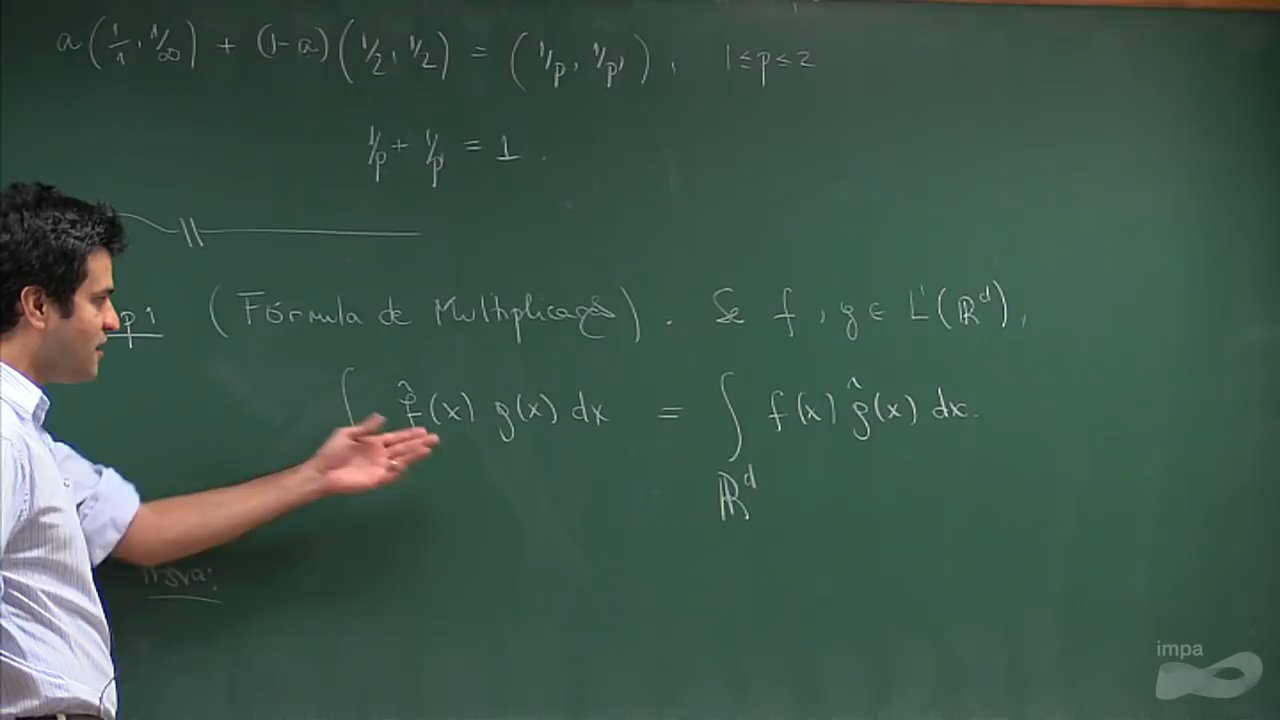 a(1/1, 1/∞) + (1-a)(1/2, 1/2) = (1/p, 1/p'), 1≤p≤2
1/p + 1/p' = 1.
p 1 (Fórmula de Multiplicação). Se f, g ∈ L¹(ℝᵈ),
∫ f̂(x) g(x) dx = ∫ f(x) ĝ(x) dx.
ℝᵈ
Prova:
impa